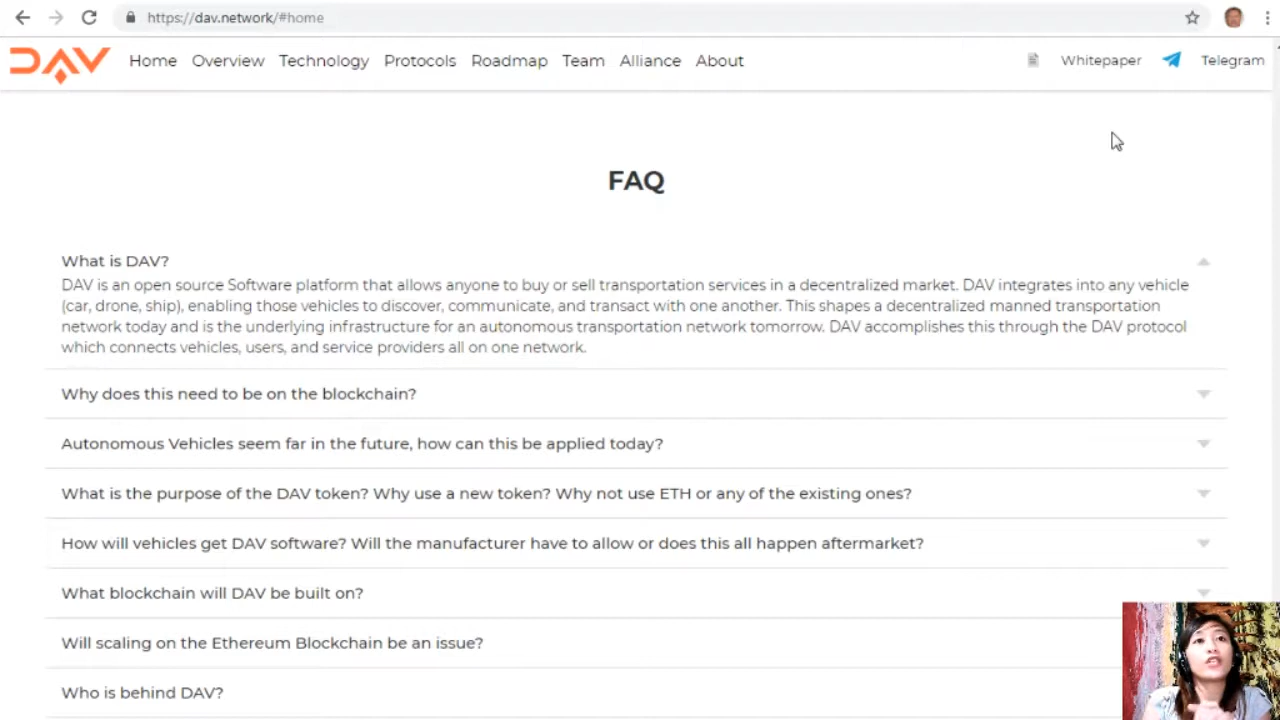 https://dav.network/#home
DAV Home Overview Technology Protocols Roadmap Team Alliance About Whitepaper Telegram
FAQ
What is DAV?
DAV is an open source Software platform that allows anyone to buy or sell transportation services in a decentralized market. DAV integrates into any vehicle
(car, drone, ship), enabling those vehicles to discover, communicate, and transact with one another. This shapes a decentralized manned transportation
network today and is the underlying infrastructure for an autonomous transportation network tomorrow. DAV accomplishes this through the DAV protocol
which connects vehicles, users, and service providers all on one network.
Why does this need to be on the blockchain?
Autonomous Vehicles seem far in the future, how can this be applied today?
What is the purpose of the DAV token? Why use a new token? Why not use ETH or any of the existing ones?
How will vehicles get DAV software? Will the manufacturer have to allow or does this all happen aftermarket?
What blockchain will DAV be built on?
Will scaling on the Ethereum Blockchain be an issue?
Who is behind DAV?